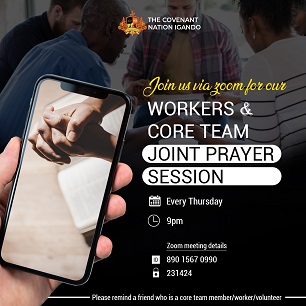 THE COVENANT
NATION IGANDO
Join us via zoom for our
WORKERS &
CORE TEAM
JOINT PRAYER
SESSION
Every Thursday
9pm
Zoom meeting details
890 1567 0990
231424
Please remind a friend who is a core team member/worker/volunteer